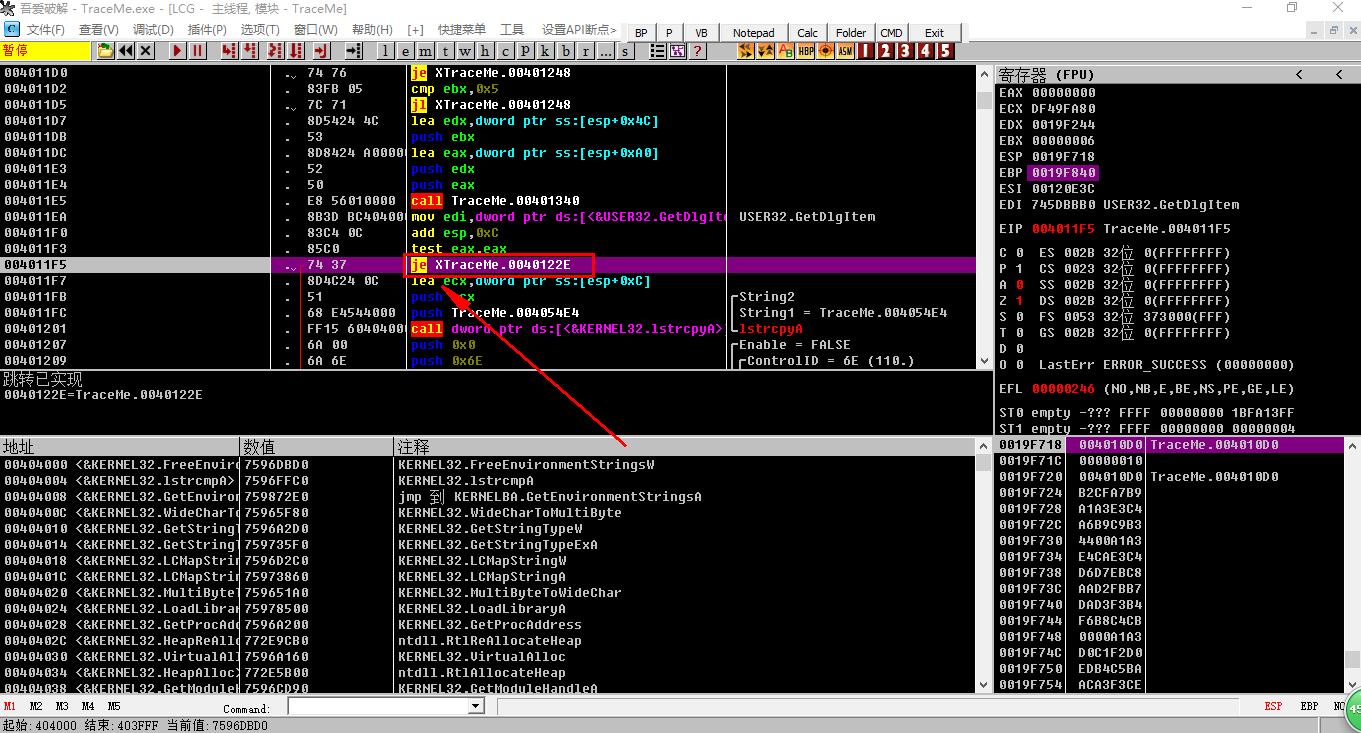 吾爱破解 - TraceMe.exe - [LCG -  主线程, 模块 - TraceMe]
C 文件(F) 查看(V) 调试(D) 插件(P) 选项(T) 窗口(W) 帮助(H) [+] 快捷菜单 工具 设置API断点> BP P VB Notepad Calc Folder CMD Exit
暂停 l e m t w h c p k b r ... s ? HBP ASM 1 2 3 4 5
004011D0 . 74 76 je XTraceMe.00401248
004011D2 . 83FB 05 cmp ebx,0x5
004011D5 . 7C 71 jl XTraceMe.00401248
004011D7 . 8D5424 4C lea edx,dword ptr ss:[esp+0x4C]
004011DB . 53 push ebx
004011DC . 8D8424 A0000 lea eax,dword ptr ss:[esp+0xA0]
004011E3 . 52 push edx
004011E4 . 50 push eax
004011E5 . E8 56010000 call TraceMe.00401340
004011EA . 8B3D BC404000 mov edi,dword ptr ds:[<&USER32.GetDlgIt USER32.GetDlgItem
004011F0 . 83C4 0C add esp,0xC
004011F3 . 85C0 test eax,eax
004011F5 . 74 37 je XTraceMe.0040122E
004011F7 . 8D4C24 0C lea ecx,dword ptr ss:[esp+0xC]
004011FB . 51 push ecx String2
004011FC . 68 E4544000 push TraceMe.004054E4 String1 = TraceMe.004054E4
00401201 . FF15 60404000 call dword ptr ds:[<&KERNEL32.lstrcpyA> lstrcpyA
00401207 . 6A 00 push 0x0 Enable = FALSE
00401209 . 6A 6E push 0x6E ControlID = 6E (110.)
跳转已实现
0040122E=TraceMe.0040122E
寄存器 (FPU) < <
EAX 00000000
ECX DF49FA80
EDX 0019F244
EBX 00000006
ESP 0019F718
EBP 0019F840
ESI 00120E3C
EDI 745DBBB0 USER32.GetDlgItem
EIP 004011F5 TraceMe.004011F5
C 0 ES 002B 32位 0(FFFFFFFF)
P 1 CS 0023 32位 0(FFFFFFFF)
A 0 SS 002B 32位 0(FFFFFFFF)
Z 1 DS 002B 32位 0(FFFFFFFF)
S 0 FS 0053 32位 373000(FFF)
T 0 GS 002B 32位 0(FFFFFFFF)
D 0
O 0 LastErr ERROR_SUCCESS (00000000)
EFL 00000246 (NO,NB,E,BE,NS,PE,GE,LE)
ST0 empty -??? FFFF 00000000 1BFA13FF
ST1 empty -??? FFFF 00000000 00000004
地址 数值 注释
00404000 <&KERNEL32.FreeEnvir 7596DBD0 KERNEL32.FreeEnvironmentStringsW
00404004 <&KERNEL32.lstrcmpA> 7596FFC0 KERNEL32.lstrcmpA
00404008 <&KERNEL32.GetEnviro 759872E0 jmp 到 KERNELBA.GetEnvironmentStringsA
0040400C <&KERNEL32.WideCharT 75965F80 KERNEL32.WideCharToMultiByte
00404010 <&KERNEL32.GetString 7596A2D0 KERNEL32.GetStringTypeW
00404014 <&KERNEL32.GetString 759735F0 KERNEL32.GetStringTypeExA
00404018 <&KERNEL32.LCMapStri 7596D2C0 KERNEL32.LCMapStringW
0040401C <&KERNEL32.LCMapStri 75973860 KERNEL32.LCMapStringA
00404020 <&KERNEL32.MultiByte 759651A0 KERNEL32.MultiByteToWideChar
00404024 <&KERNEL32.LoadLibra 75978500 KERNEL32.LoadLibraryA
00404028 <&KERNEL32.GetProcAd 7596A200 KERNEL32.GetProcAddress
0040402C <&KERNEL32.HeapReAll 772E9CB0 ntdll.RtlReAllocateHeap
00404030 <&KERNEL32.VirtualAl 7596A160 KERNEL32.VirtualAlloc
00404034 <&KERNEL32.HeapAlloc> 772E5B00 ntdll.RtlAllocateHeap
00404038 <&KERNEL32.GetModule 7596CD90 KERNEL32.GetModuleHandleA
0019F718 004010D0 TraceMe.004010D0
0019F71C 00000010
0019F720 004010D0 TraceMe.004010D0
0019F724 B2CFA7B9
0019F728 A1A3E3C4
0019F72C A6B9C9B3
0019F730 4400A1A3
0019F734 E4CAE3C4
0019F738 D6D7EBC8
0019F73C AAD2FBB7
0019F740 DAD3F3B4
0019F744 F6B8C4CB
0019F748 0000A1A3
0019F74C D0C1F2D0
0019F750 EDB4C5BA
0019F754 ACA3F3CE
M1 M2 M3 M4 M5 Command: ESP EBP NO
起始: 404000 结束: 403FFF 当前值: 7596DBD0
45